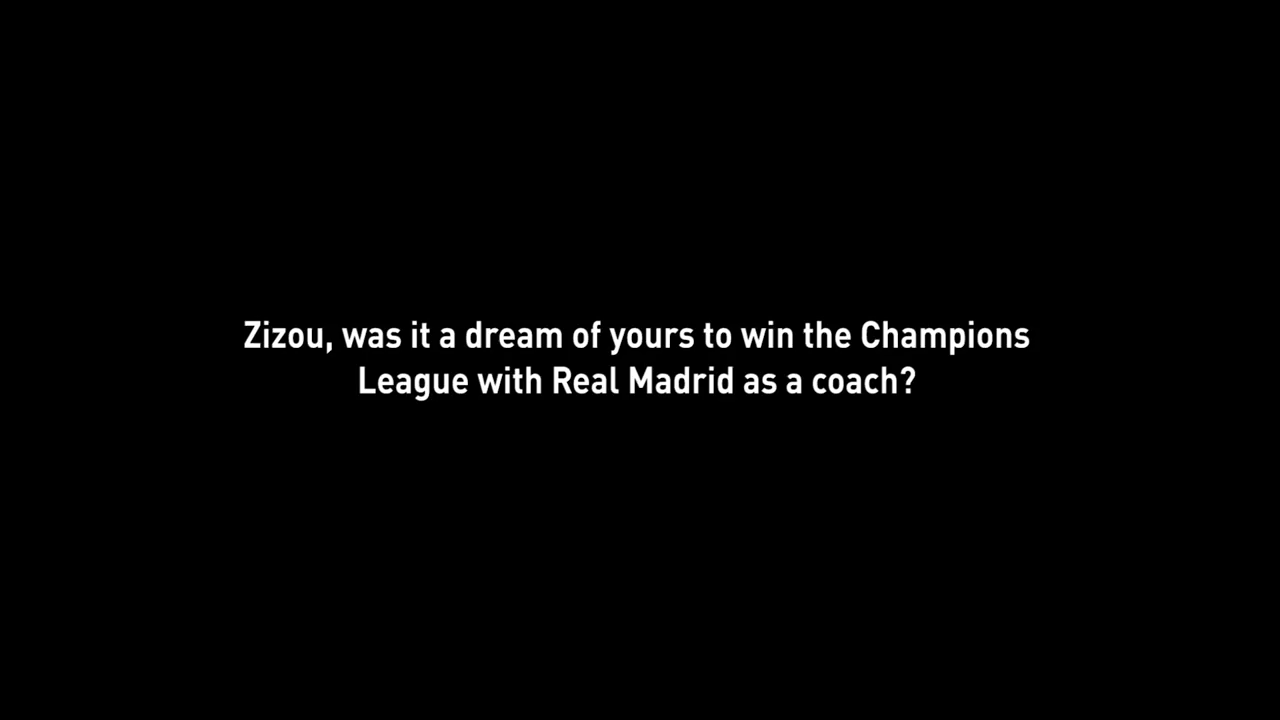 Zizou, was it a dream of yours to win the Champions
League with Real Madrid as a coach?